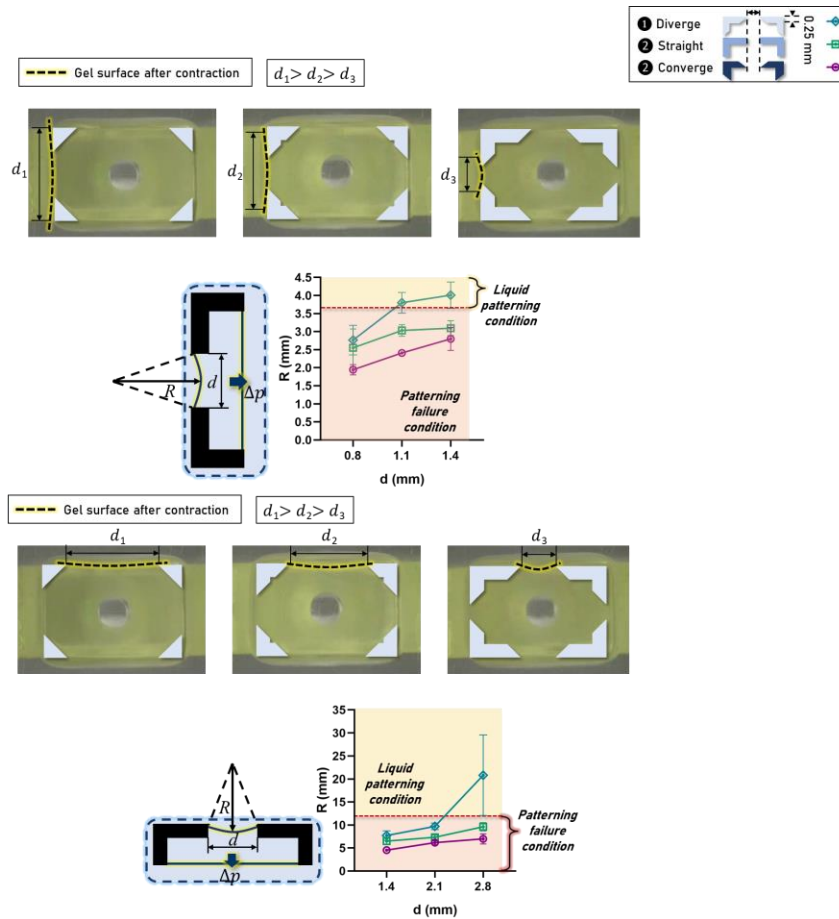 ❶ Diverge
❷ Straight
❷ Converge
0.25 mm
Gel surface after contraction
d₁> d₂> d₃
d₁
d₂
d₃
R
d
Δp
4.5
4.0
3.5
3.0
2.5
2.0
1.5
1.0
0.5
0.0
R (mm)
0.8 1.1 1.4
d (mm)
Liquid
patterning
condition
Patterning
failure
condition
Gel surface after contraction
d₁> d₂> d₃
d₁
d₂
d₃
R
d
Δp
35
30
25
20
15
10
5
0
R (mm)
1.4 2.1 2.8
d (mm)
Liquid
patterning
condition
Patterning
failure
condition